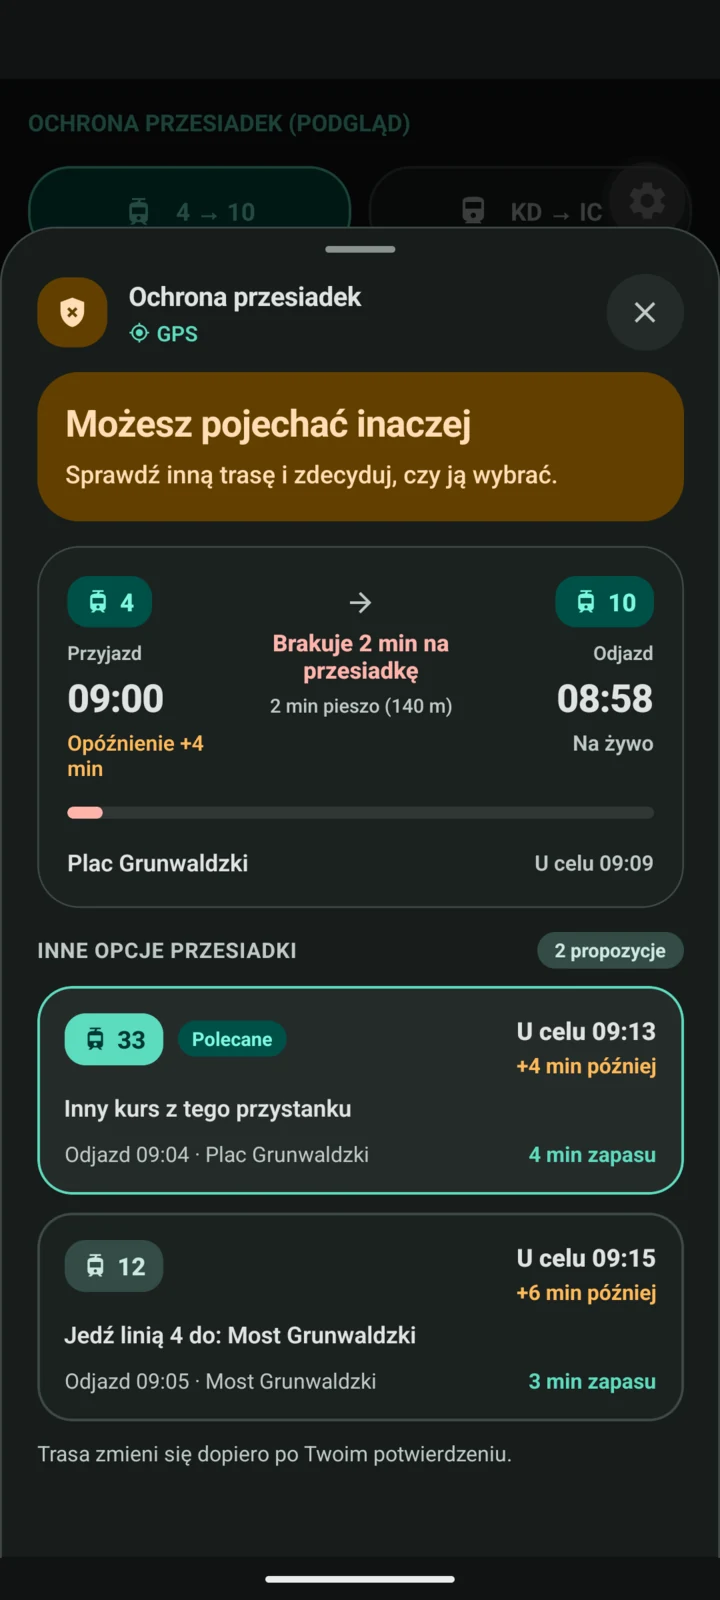 OCHRONA PRZESIADEK (PODGLĄD)
4 → 10
KD → IC
Ochrona przesiadek
GPS
Możesz pojechać inaczej
Sprawdź inną trasę i zdecyduj, czy ją wybrać.
4
→
10
Przyjazd
Brakuje 2 min na
przesiadkę
Odjazd
09:00
2 min pieszo (140 m)
08:58
Opóźnienie +4
min
Na żywo
Plac Grunwaldzki
U celu 09:09
INNE OPCJE PRZESIADKI
2 propozycje
33
Polecane
U celu 09:13
+4 min później
Inny kurs z tego przystanku
Odjazd 09:04 · Plac Grunwaldzki
4 min zapasu
12
U celu 09:15
+6 min później
Jedź linią 4 do: Most Grunwaldzki
Odjazd 09:05 · Most Grunwaldzki
3 min zapasu
Trasa zmieni się dopiero po Twoim potwierdzeniu.